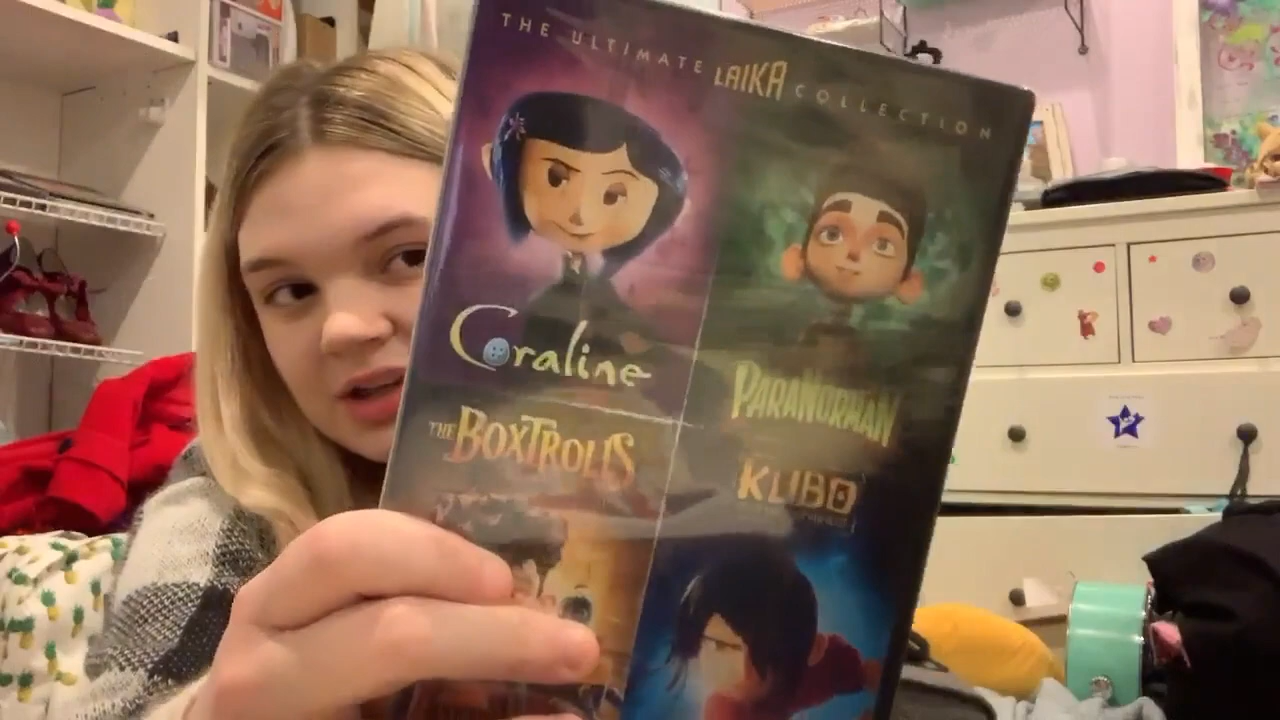 THE ULTIMATE LAIKA COLLECTION
Coraline
PARANORMAN
THE BOXTROLLS
KUBO